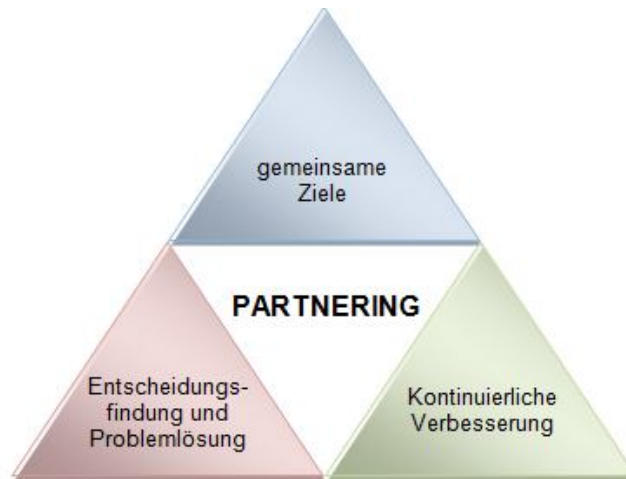 gemeinsame
Ziele
PARTNERING
Entscheidungs-
findung und
Problemlösung
Kontinuierliche
Verbesserung